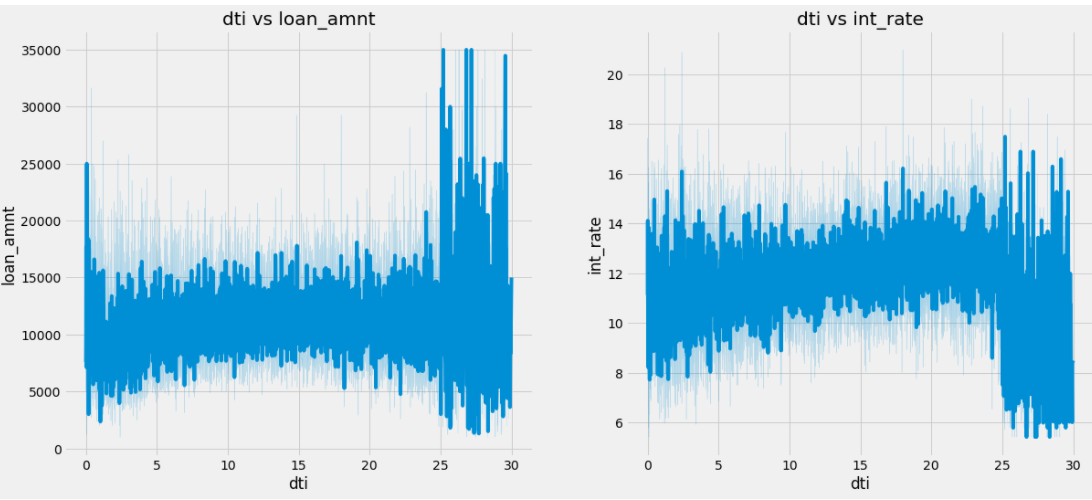 dti vs loan_amnt
35000
30000
25000
20000
15000
10000
5000
0
loan_amnt
0 5 10 15 20 25 30
dti
dti vs int_rate
20
18
16
14
12
10
8
6
int_rate
0 5 10 15 20 25 30
dti